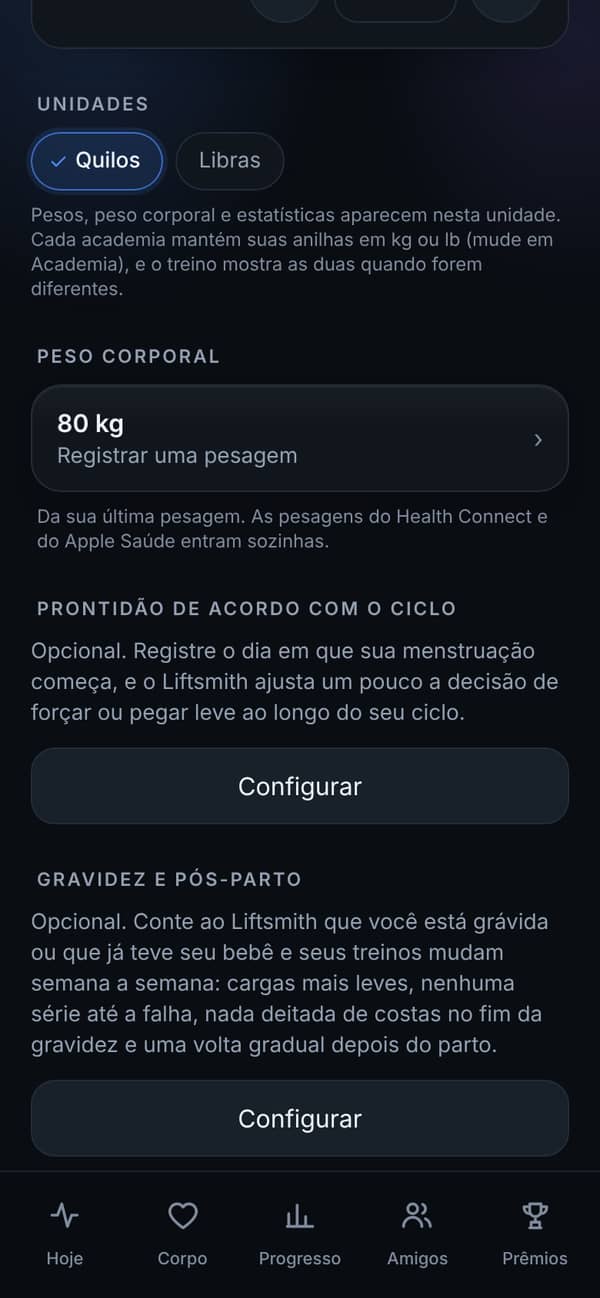 UNIDADES
Quilos
Libras
Pesos, peso corporal e estatísticas aparecem nesta unidade.
Cada academia mantém suas anilhas em kg ou lb (mude em
Academia), e o treino mostra as duas quando forem
diferentes.
PESO CORPORAL
80 kg
Registrar uma pesagem
Da sua última pesagem. As pesagens do Health Connect e
do Apple Saúde entram sozinhas.
PRONTIDÃO DE ACORDO COM O CICLO
Opcional. Registre o dia em que sua menstruação
começa, e o Liftsmith ajusta um pouco a decisão de
forçar ou pegar leve ao longo do seu ciclo.
Configurar
GRAVIDEZ E PÓS-PARTO
Opcional. Conte ao Liftsmith que você está grávida
ou que já teve seu bebê e seus treinos mudam
semana a semana: cargas mais leves, nenhuma
série até a falha, nada deitada de costas no fim da
gravidez e uma volta gradual depois do parto.
Configurar
Hoje
Corpo
Progresso
Amigos
Prêmios